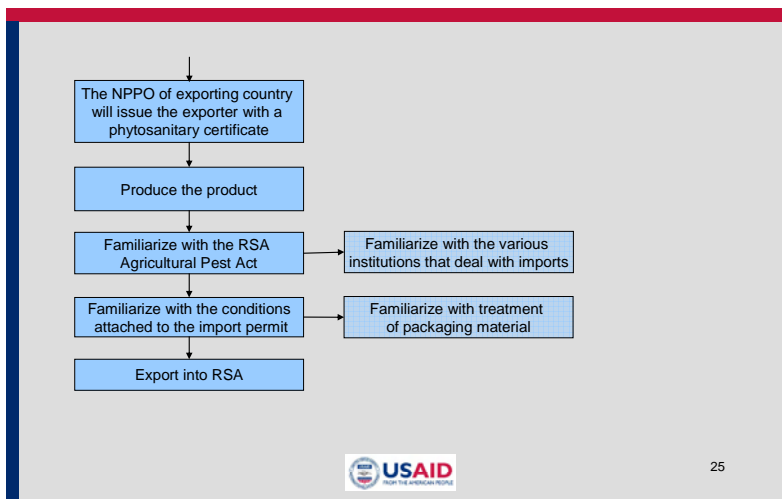 The NPPO of exporting country
will issue the exporter with a
phytosanitary certificate
Produce the product
Familiarize with the RSA
Agricultural Pest Act
Familiarize with the various
institutions that deal with imports
Familiarize with the conditions
attached to the import permit
Familiarize with treatment
of packaging material
Export into RSA
USAID
FROM THE AMERICAN PEOPLE
25